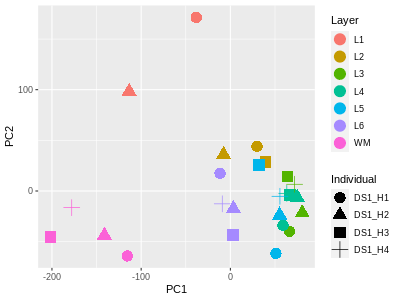 Layer
L1
L2
L3
L4
L5
L6
WM
Individual
DS1_H1
DS1_H2
DS1_H3
DS1_H4
PC2
100
0
-200
-100
0
PC1